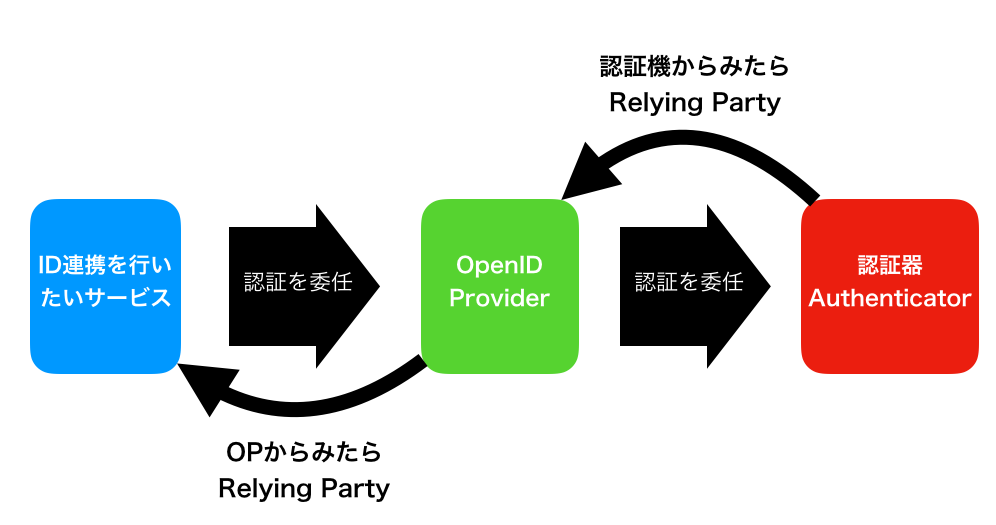 認証機からみたら
Relying Party
ID連携を行い
たいサービス
認証を委任
OpenID
Provider
認証を委任
認証器
Authenticator
OPからみたら
Relying Party